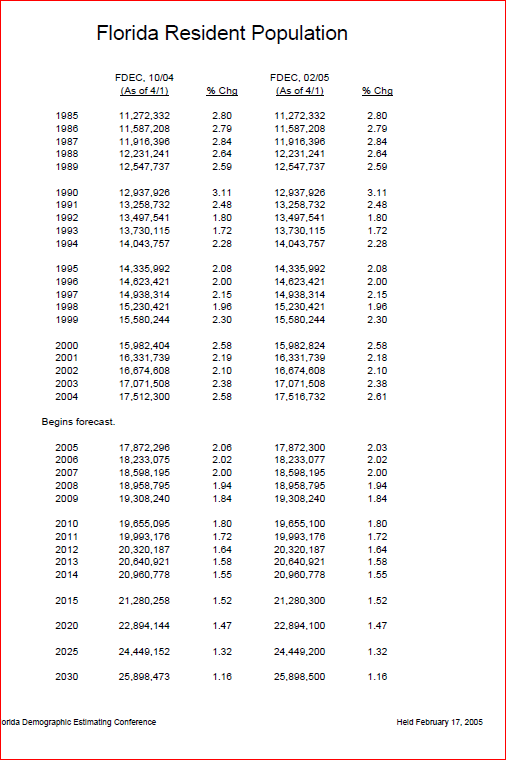 Florida Resident Population
FDEC, 10/04 FDEC, 02/05
(As of 4/1) % Chg (As of 4/1) % Chg
1985 11,272,332 2.80 11,272,332 2.80
1986 11,587,208 2.79 11,587,208 2.79
1987 11,916,396 2.84 11,916,396 2.84
1988 12,231,241 2.64 12,231,241 2.64
1989 12,547,737 2.59 12,547,737 2.59
1990 12,937,926 3.11 12,937,926 3.11
1991 13,258,732 2.48 13,258,732 2.48
1992 13,497,541 1.80 13,497,541 1.80
1993 13,730,115 1.72 13,730,115 1.72
1994 14,043,757 2.28 14,043,757 2.28
1995 14,335,992 2.08 14,335,992 2.08
1996 14,623,421 2.00 14,623,421 2.00
1997 14,938,314 2.15 14,938,314 2.15
1998 15,230,421 1.96 15,230,421 1.96
1999 15,580,244 2.30 15,580,244 2.30
2000 15,982,404 2.58 15,982,824 2.58
2001 16,331,739 2.19 16,331,739 2.18
2002 16,674,608 2.10 16,674,608 2.10
2003 17,071,508 2.38 17,071,508 2.38
2004 17,512,300 2.58 17,516,732 2.61
Begins forecast.
2005 17,872,296 2.06 17,872,300 2.03
2006 18,233,075 2.02 18,233,077 2.02
2007 18,598,195 2.00 18,598,195 2.00
2008 18,958,795 1.94 18,958,795 1.94
2009 19,308,240 1.84 19,308,240 1.84
2010 19,655,095 1.80 19,655,100 1.80
2011 19,993,176 1.72 19,993,176 1.72
2012 20,320,187 1.64 20,320,187 1.64
2013 20,640,921 1.58 20,640,921 1.58
2014 20,960,778 1.55 20,960,778 1.55
2015 21,280,258 1.52 21,280,300 1.52
2020 22,894,144 1.47 22,894,100 1.47
2025 24,449,152 1.32 24,449,200 1.32
2030 25,898,473 1.16 25,898,500 1.16
orida Demographic Estimating Conference Held February 17, 2005